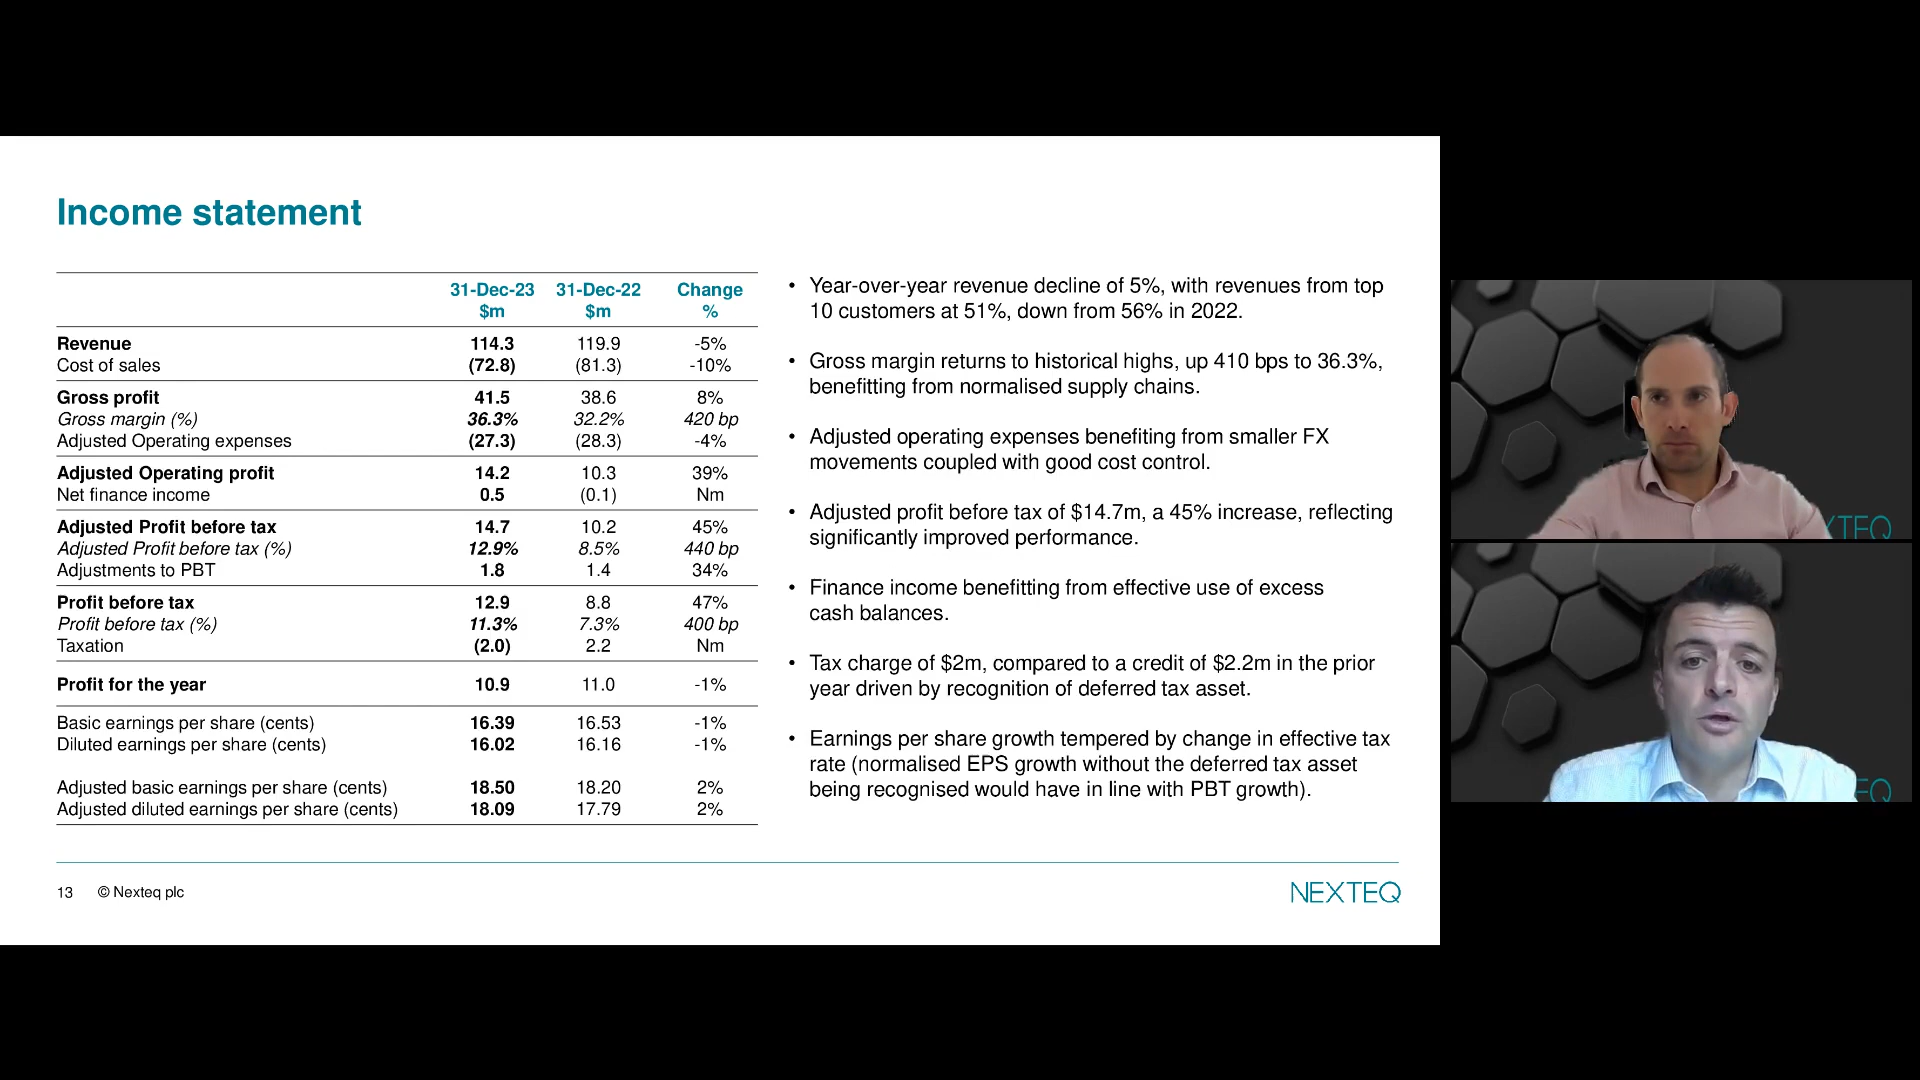 Income statement
31-Dec-23 31-Dec-22 Change
$m $m %
Revenue 114.3 119.9 -5%
Cost of sales (72.8) (81.3) -10%
Gross profit 41.5 38.6 8%
Gross margin (%) 36.3% 32.2% 420 bp
Adjusted Operating expenses (27.3) (28.3) -4%
Adjusted Operating profit 14.2 10.3 39%
Net finance income 0.5 (0.1) Nm
Adjusted Profit before tax 14.7 10.2 45%
Adjusted Profit before tax (%) 12.9% 8.5% 440 bp
Adjustments to PBT 1.8 1.4 34%
Profit before tax 12.9 8.8 47%
Profit before tax (%) 11.3% 7.3% 400 bp
Taxation (2.0) 2.2 Nm
Profit for the year 10.9 11.0 -1%
Basic earnings per share (cents) 16.39 16.53 -1%
Diluted earnings per share (cents) 16.02 16.16 -1%
Adjusted basic earnings per share (cents) 18.50 18.20 2%
Adjusted diluted earnings per share (cents) 18.09 17.79 2%
• Year-over-year revenue decline of 5%, with revenues from top
10 customers at 51%, down from 56% in 2022.
• Gross margin returns to historical highs, up 410 bps to 36.3%,
benefitting from normalised supply chains.
• Adjusted operating expenses benefiting from smaller FX
movements coupled with good cost control.
• Adjusted profit before tax of $14.7m, a 45% increase, reflecting
significantly improved performance.
• Finance income benefitting from effective use of excess
cash balances.
• Tax charge of $2m, compared to a credit of $2.2m in the prior
year driven by recognition of deferred tax asset.
• Earnings per share growth tempered by change in effective tax
rate (normalised EPS growth without the deferred tax asset
being recognised would have in line with PBT growth).
13 © Nexteq plc
NEXTEQ
XTEQ
EQ